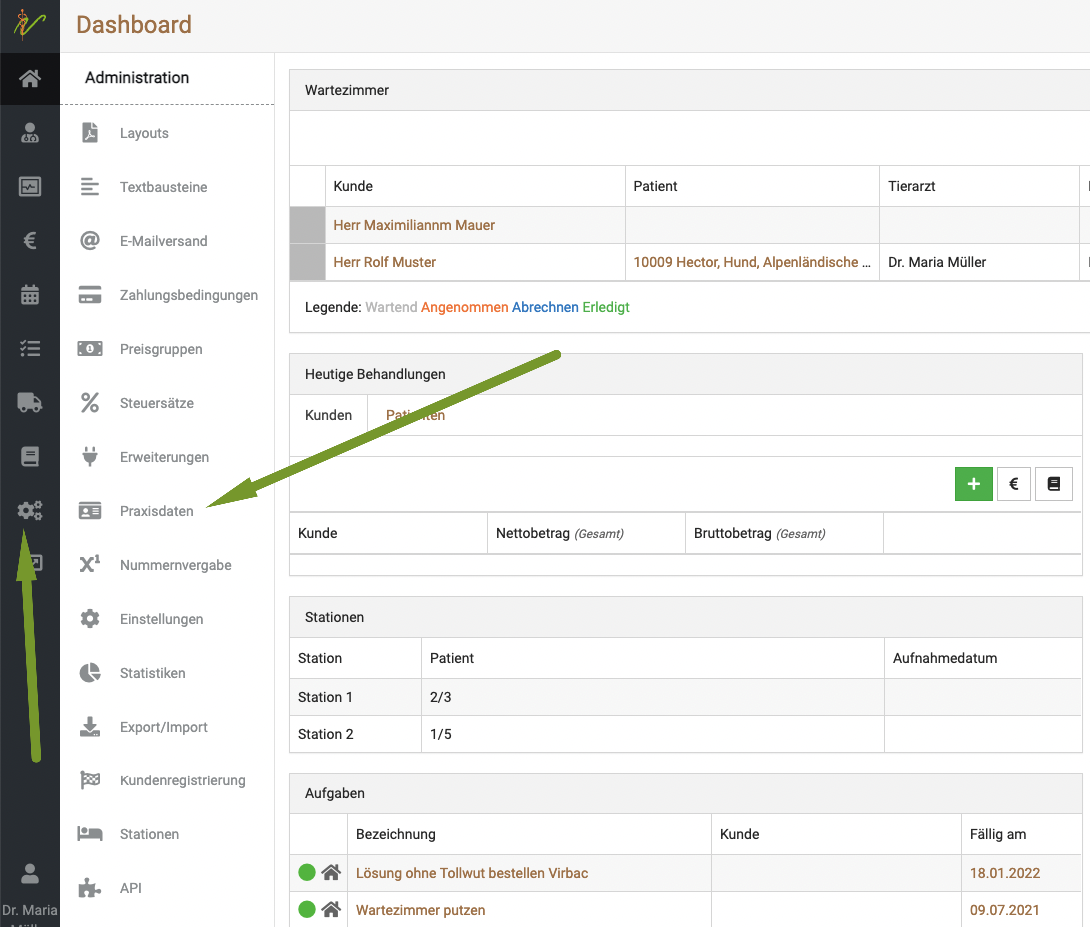 Dashboard
Administration
Layouts
Textbausteine
E-Mailversand
Zahlungsbedingungen
Preisgruppen
Steuersätze
Erweiterungen
Praxisdaten
Nummernvergabe
Einstellungen
Statistiken
Export/Import
Kundenregistrierung
Stationen
API
Dr. Maria
Wartezimmer
Kunde Patient Tierarzt
Herr Maximiliannm Mauer
Herr Rolf Muster 10009 Hector, Hund, Alpenländische ... Dr. Maria Müller
Legende: Wartend Angenommen Abrechnen Erledigt
Heutige Behandlungen
Kunden Patienten
+ €
Kunde Nettobetrag (Gesamt) Bruttobetrag (Gesamt)
Stationen
Station Patient Aufnahmedatum
Station 1 2/3
Station 2 1/5
Aufgaben
Bezeichnung Kunde Fällig am
Lösung ohne Tollwut bestellen Virbac 18.01.2022
Wartezimmer putzen 09.07.2021